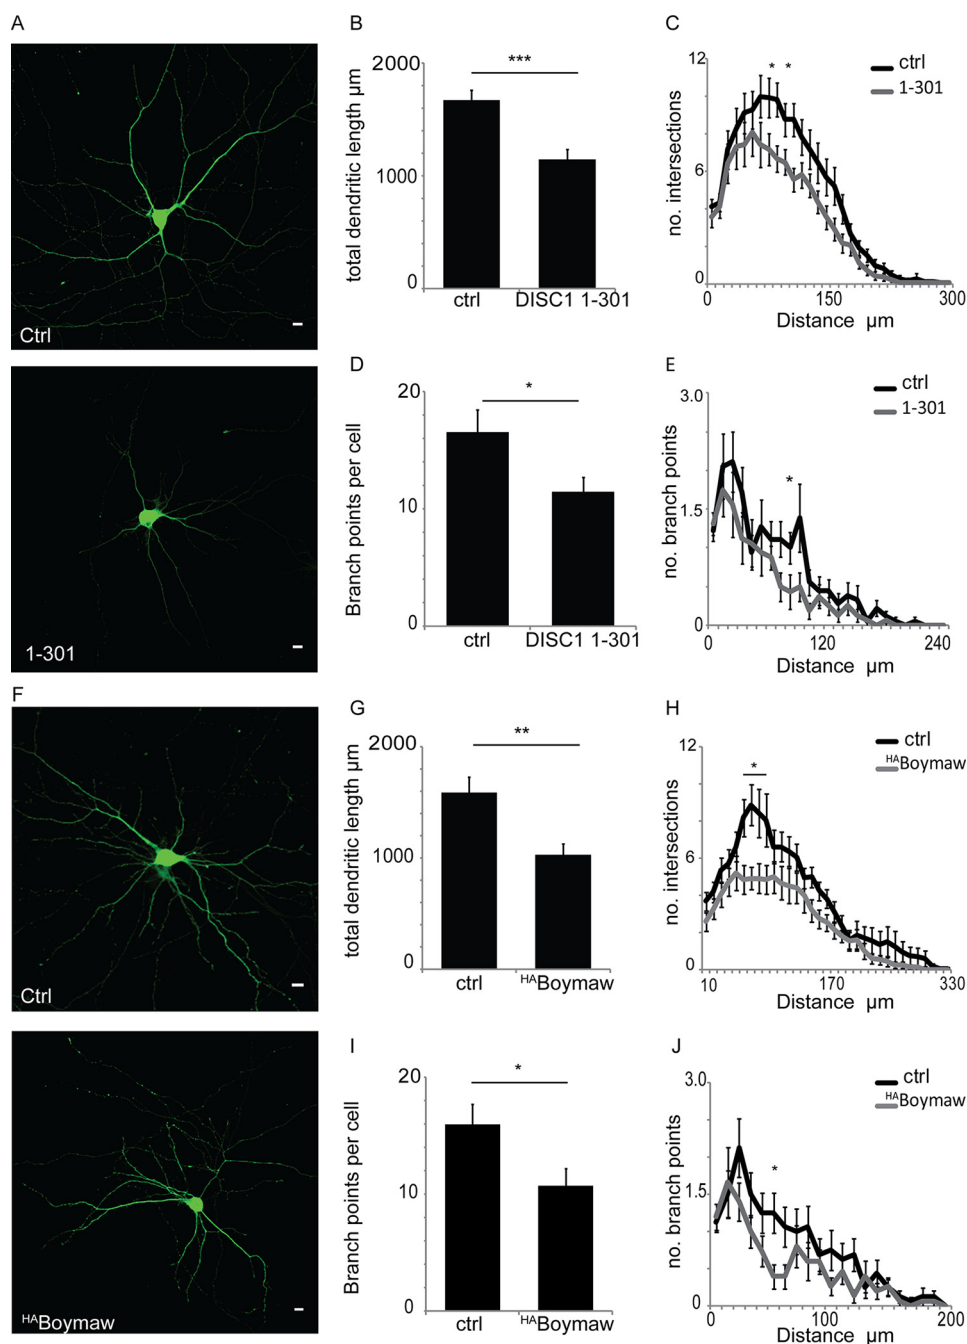 A
Ctrl
1-301
B
total dendritic length µm
2000
1000
0
***
ctrl
DISC1 1-301
C
no. intersections
12
6
0
* *
ctrl
1-301
0
150
300
Distance µm
D
Branch points per cell
20
10
0
*
ctrl
DISC1 1-301
E
no. branch points
3.0
1.5
0
*
ctrl
1-301
0
120
240
Distance µm
F
Ctrl
HABoymaw
G
total dendritic length µm
2000
1000
0
**
ctrl
HABoymaw
H
no. intersections
12
6
0
*
ctrl
HABoymaw
10
170
330
Distance µm
I
Branch points per cell
20
10
0
*
ctrl
HABoymaw
J
no. branch points
3.0
1.5
0
*
ctrl
HABoymaw
0
100
200
Distance µm